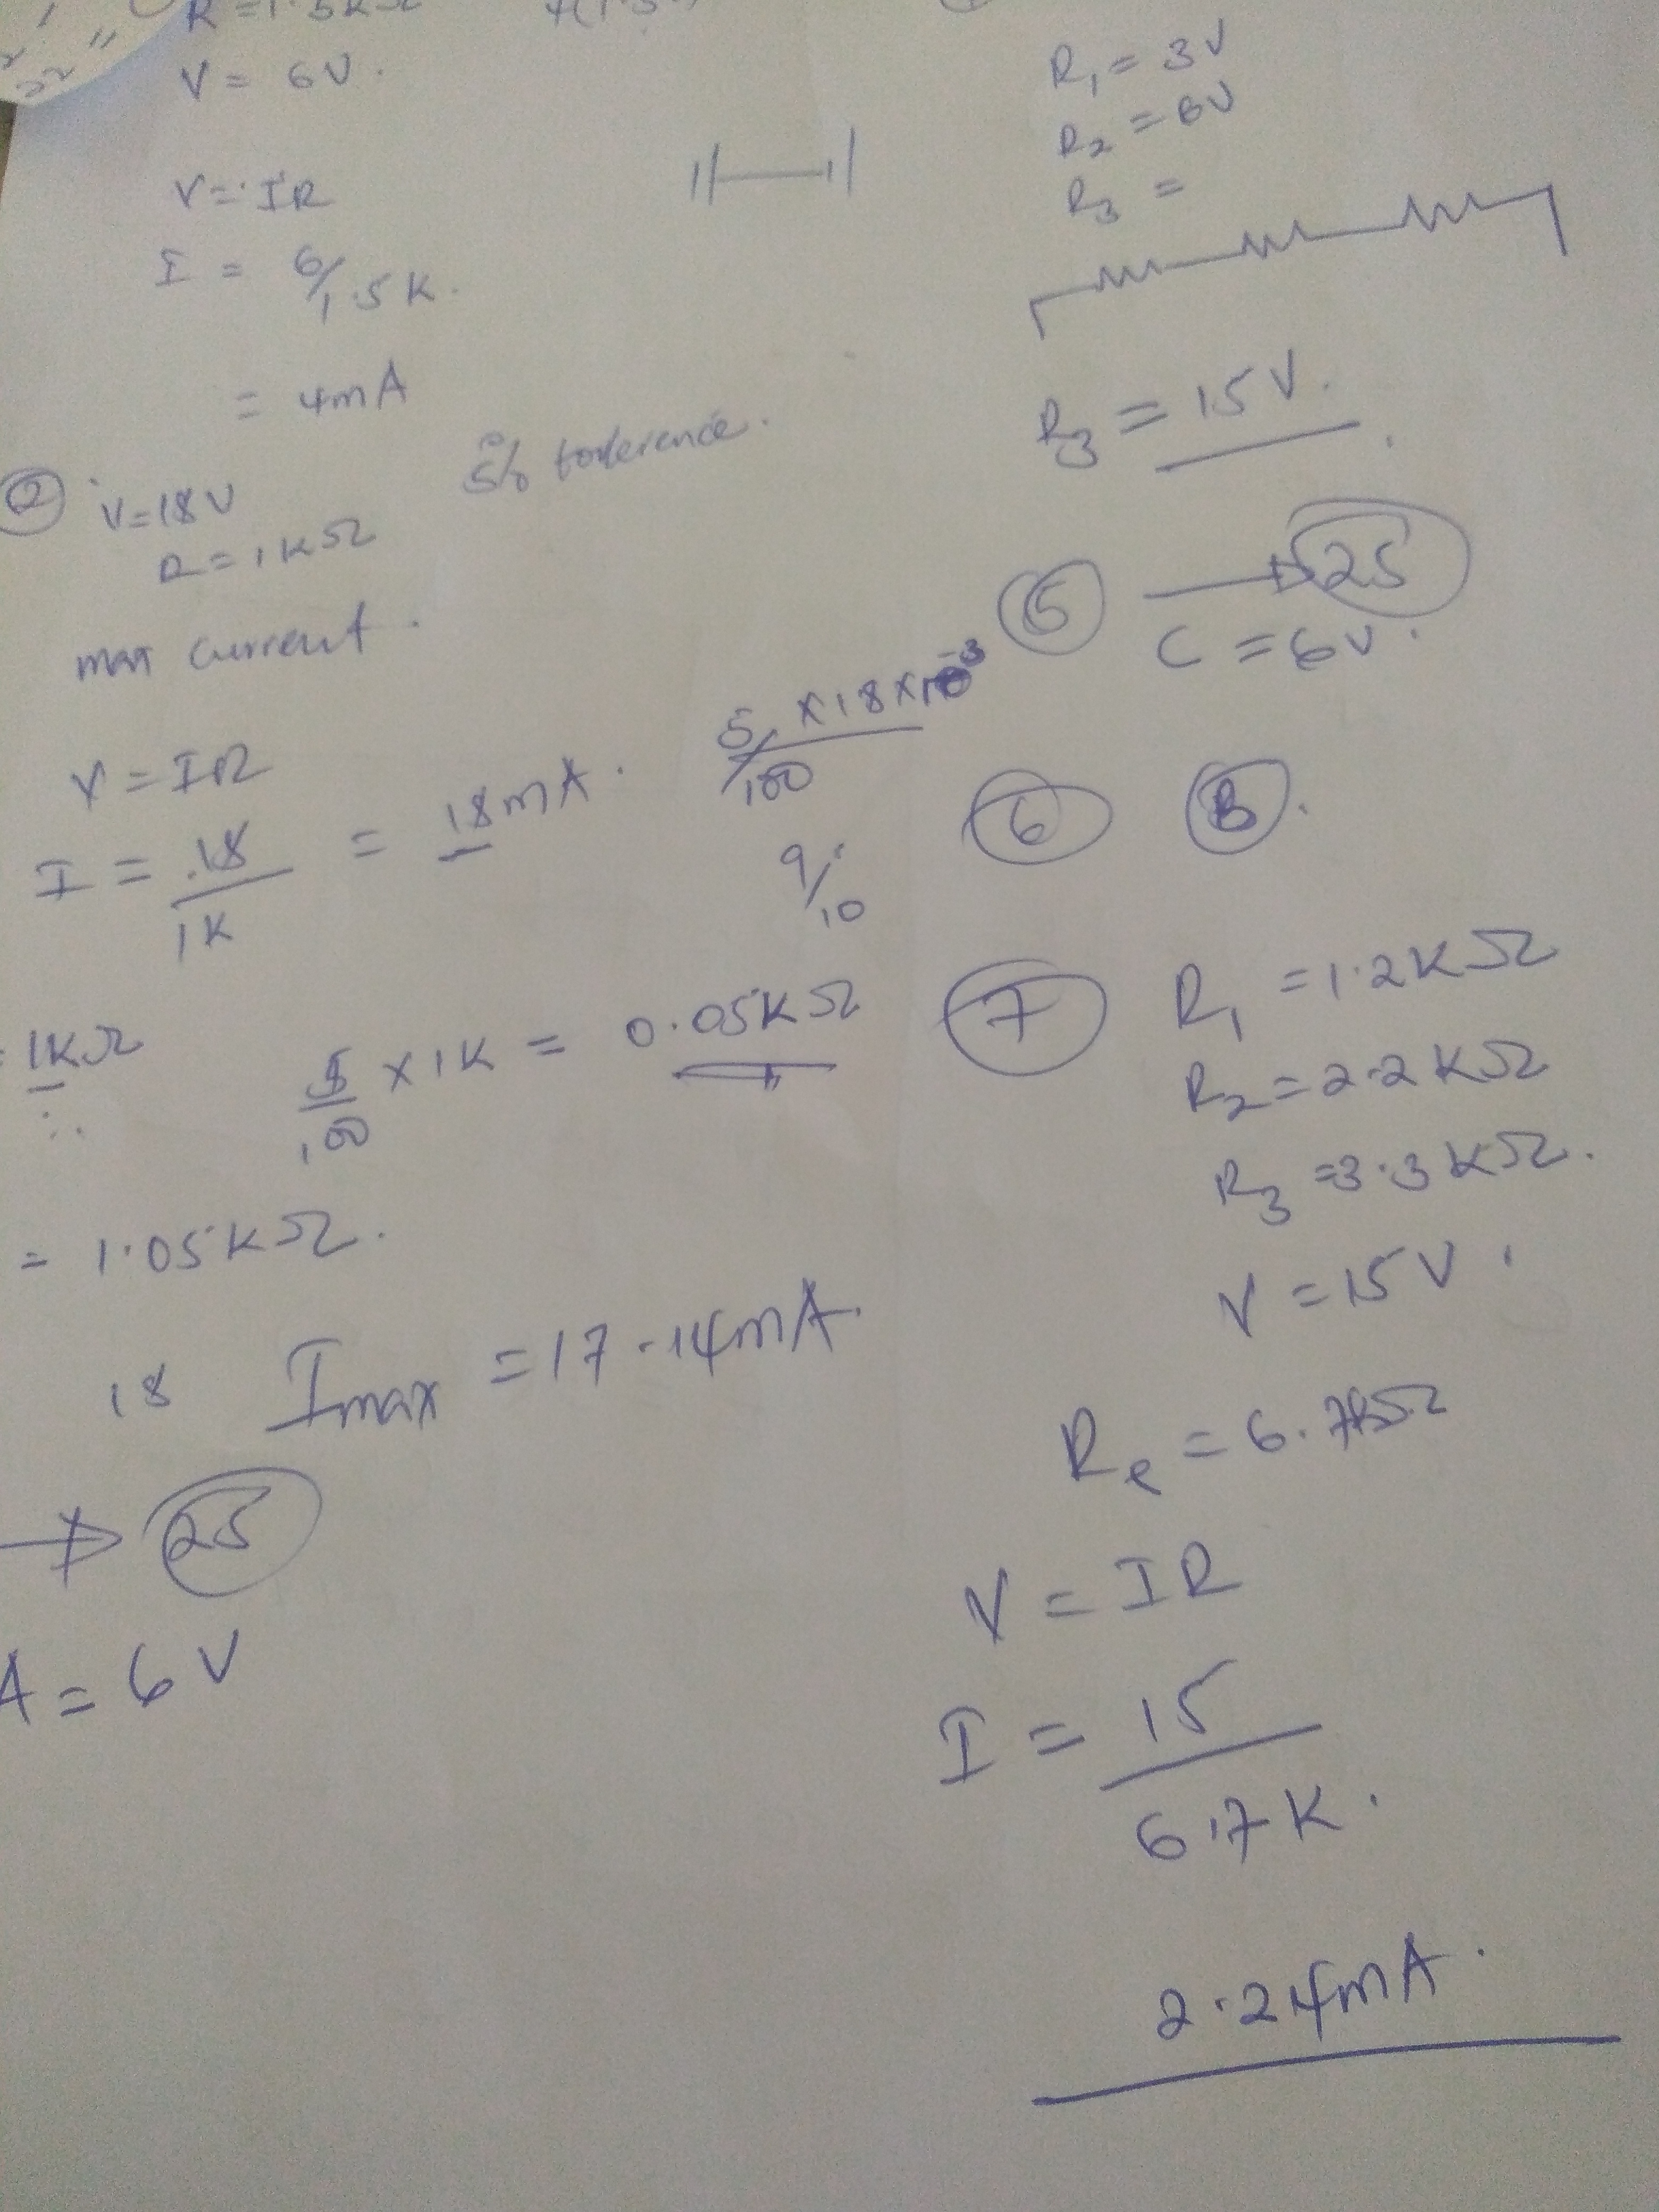 R = 1.5KΩ
V = 6V.
V = IR
I = 6/1.5K.
= 4mA
② V=18V
5% torlerence.
R = 1KΩ
max current.
V = IR
I = 18/1K = 18mA.
5/100 × 18 × 10⁻³
9/10
= 1KΩ
∴
5/100 × 1K = 0.05KΩ
= 1.05KΩ.
18 Imax = 17.14mA.
→ 25
A = 6V
R₁ = 3V
R₂ = 6V
R₃ =
R₃ = 15V.
⑤ → 25
C = 6V.
⑥ B.
⑦ R₁ = 1.2KΩ
R₂ = 2.2KΩ
R₃ = 3.3KΩ.
V = 15V.
Re = 6.7KΩ
V = IR
I = 15/6.7K.
2.24mA.